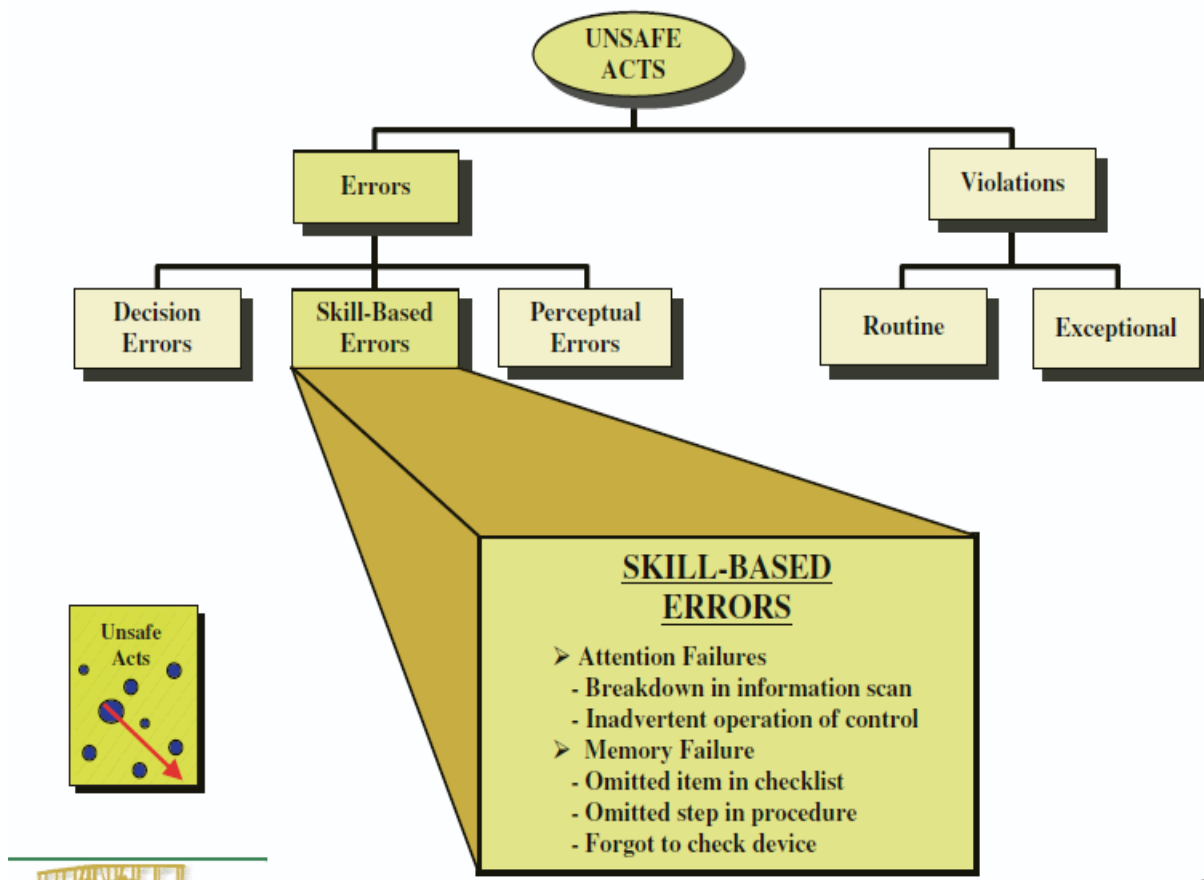 UNSAFE
ACTS
Errors
Violations
Decision
Errors
Skill-Based
Errors
Perceptual
Errors
Routine
Exceptional
SKILL-BASED
ERRORS
➢ Attention Failures
- Breakdown in information scan
- Inadvertent operation of control
➢ Memory Failure
- Omitted item in checklist
- Omitted step in procedure
- Forgot to check device
Unsafe
Acts